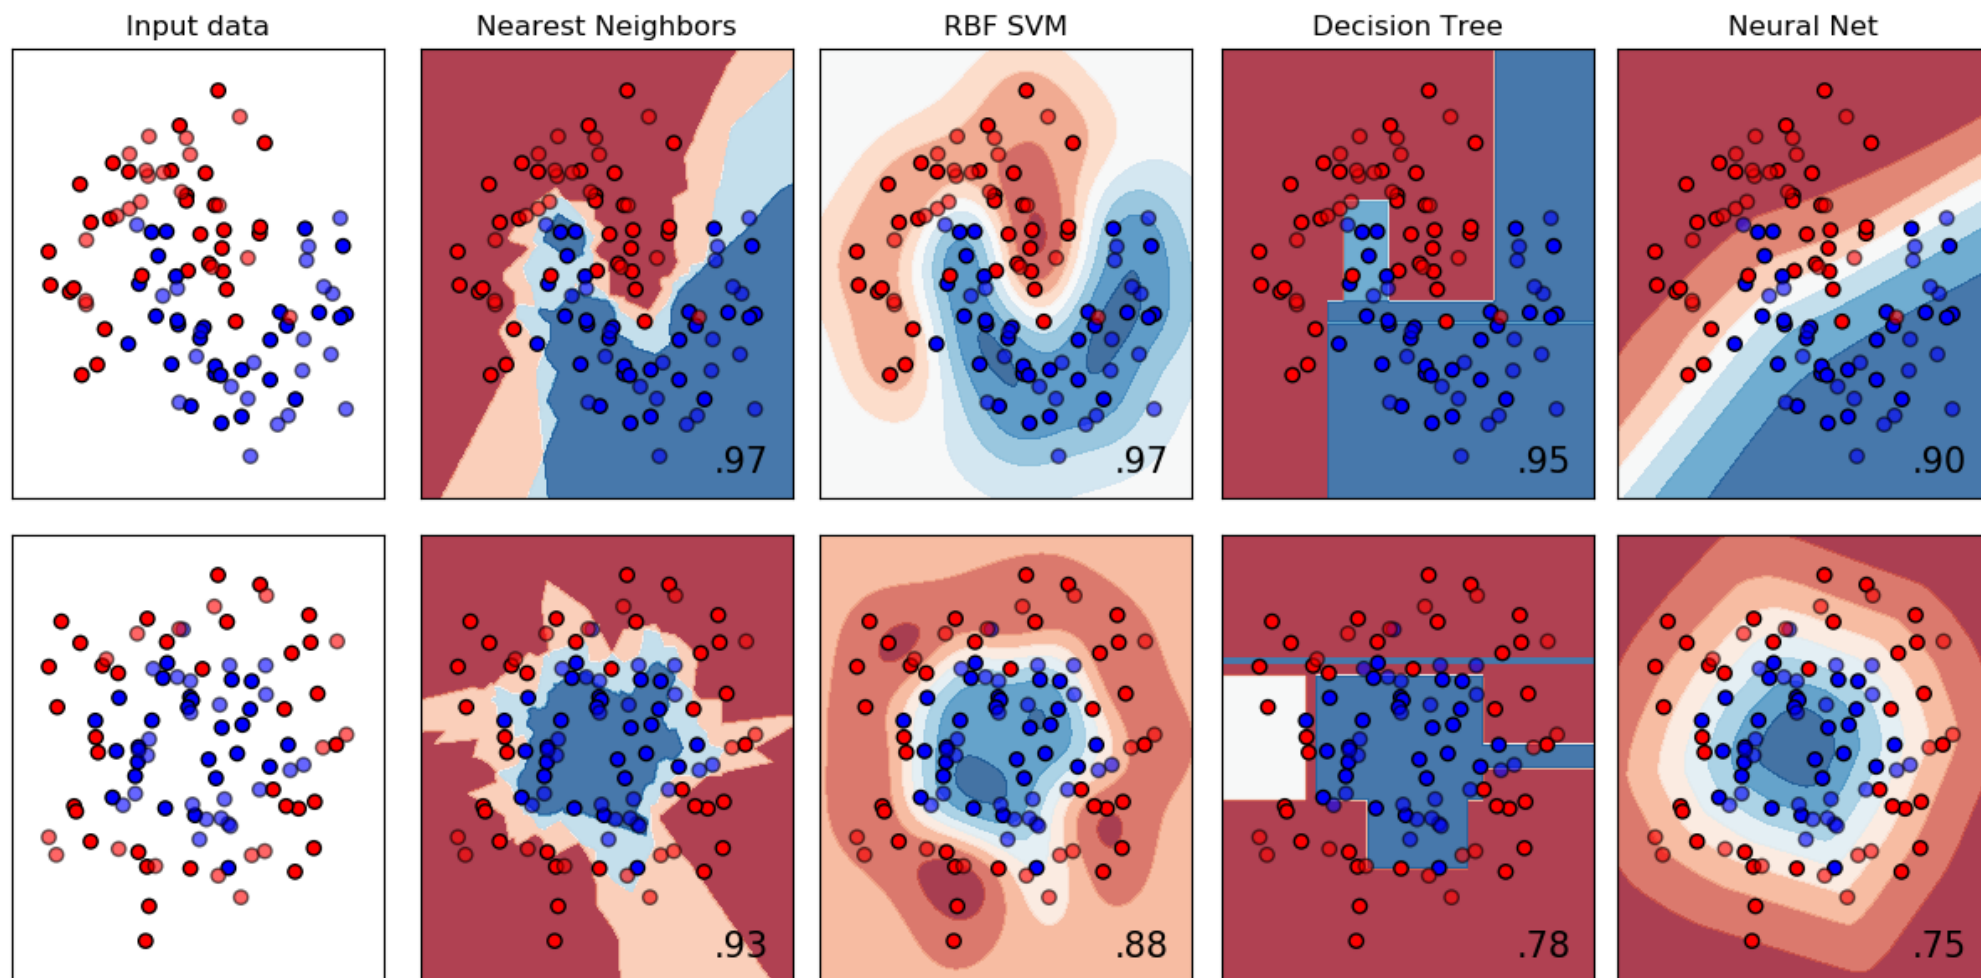 Input data
Nearest Neighbors
RBF SVM
Decision Tree
Neural Net
.97
.97
.95
.90
.93
.88
.78
.75